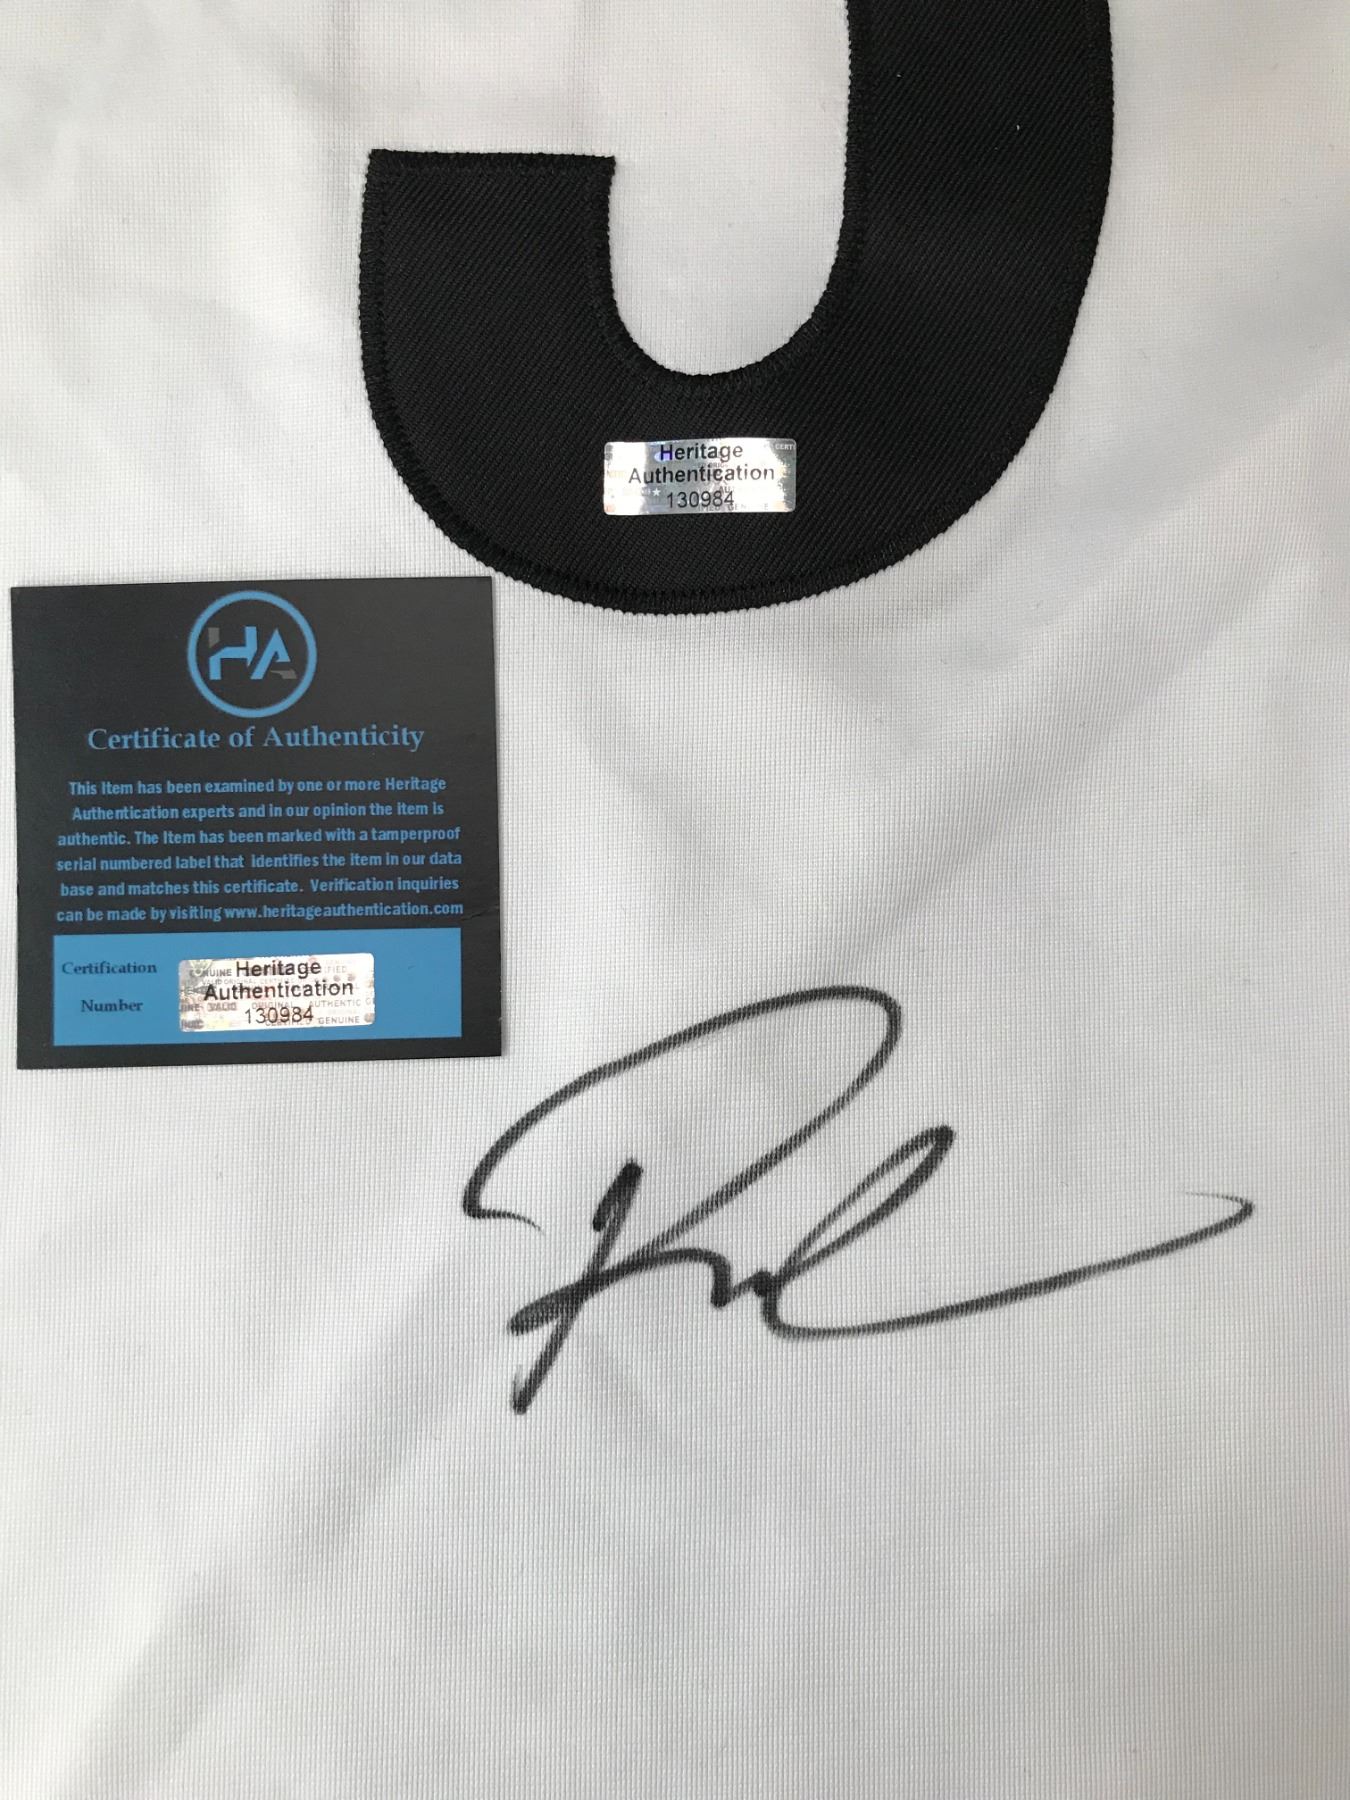 Heritage
Authentication
130984
HA
Certificate of Authenticity
This Item has been examined by one or more Heritage
Authentication experts and in our opinion the item is
authentic. The Item has been marked with a tamperproof
serial numbered label that identifies the item in our data
base and matches this certificate. Verification inquiries
can be made by visiting www.heritageauthentication.com
Certification
Number
Heritage
Authentication
130984